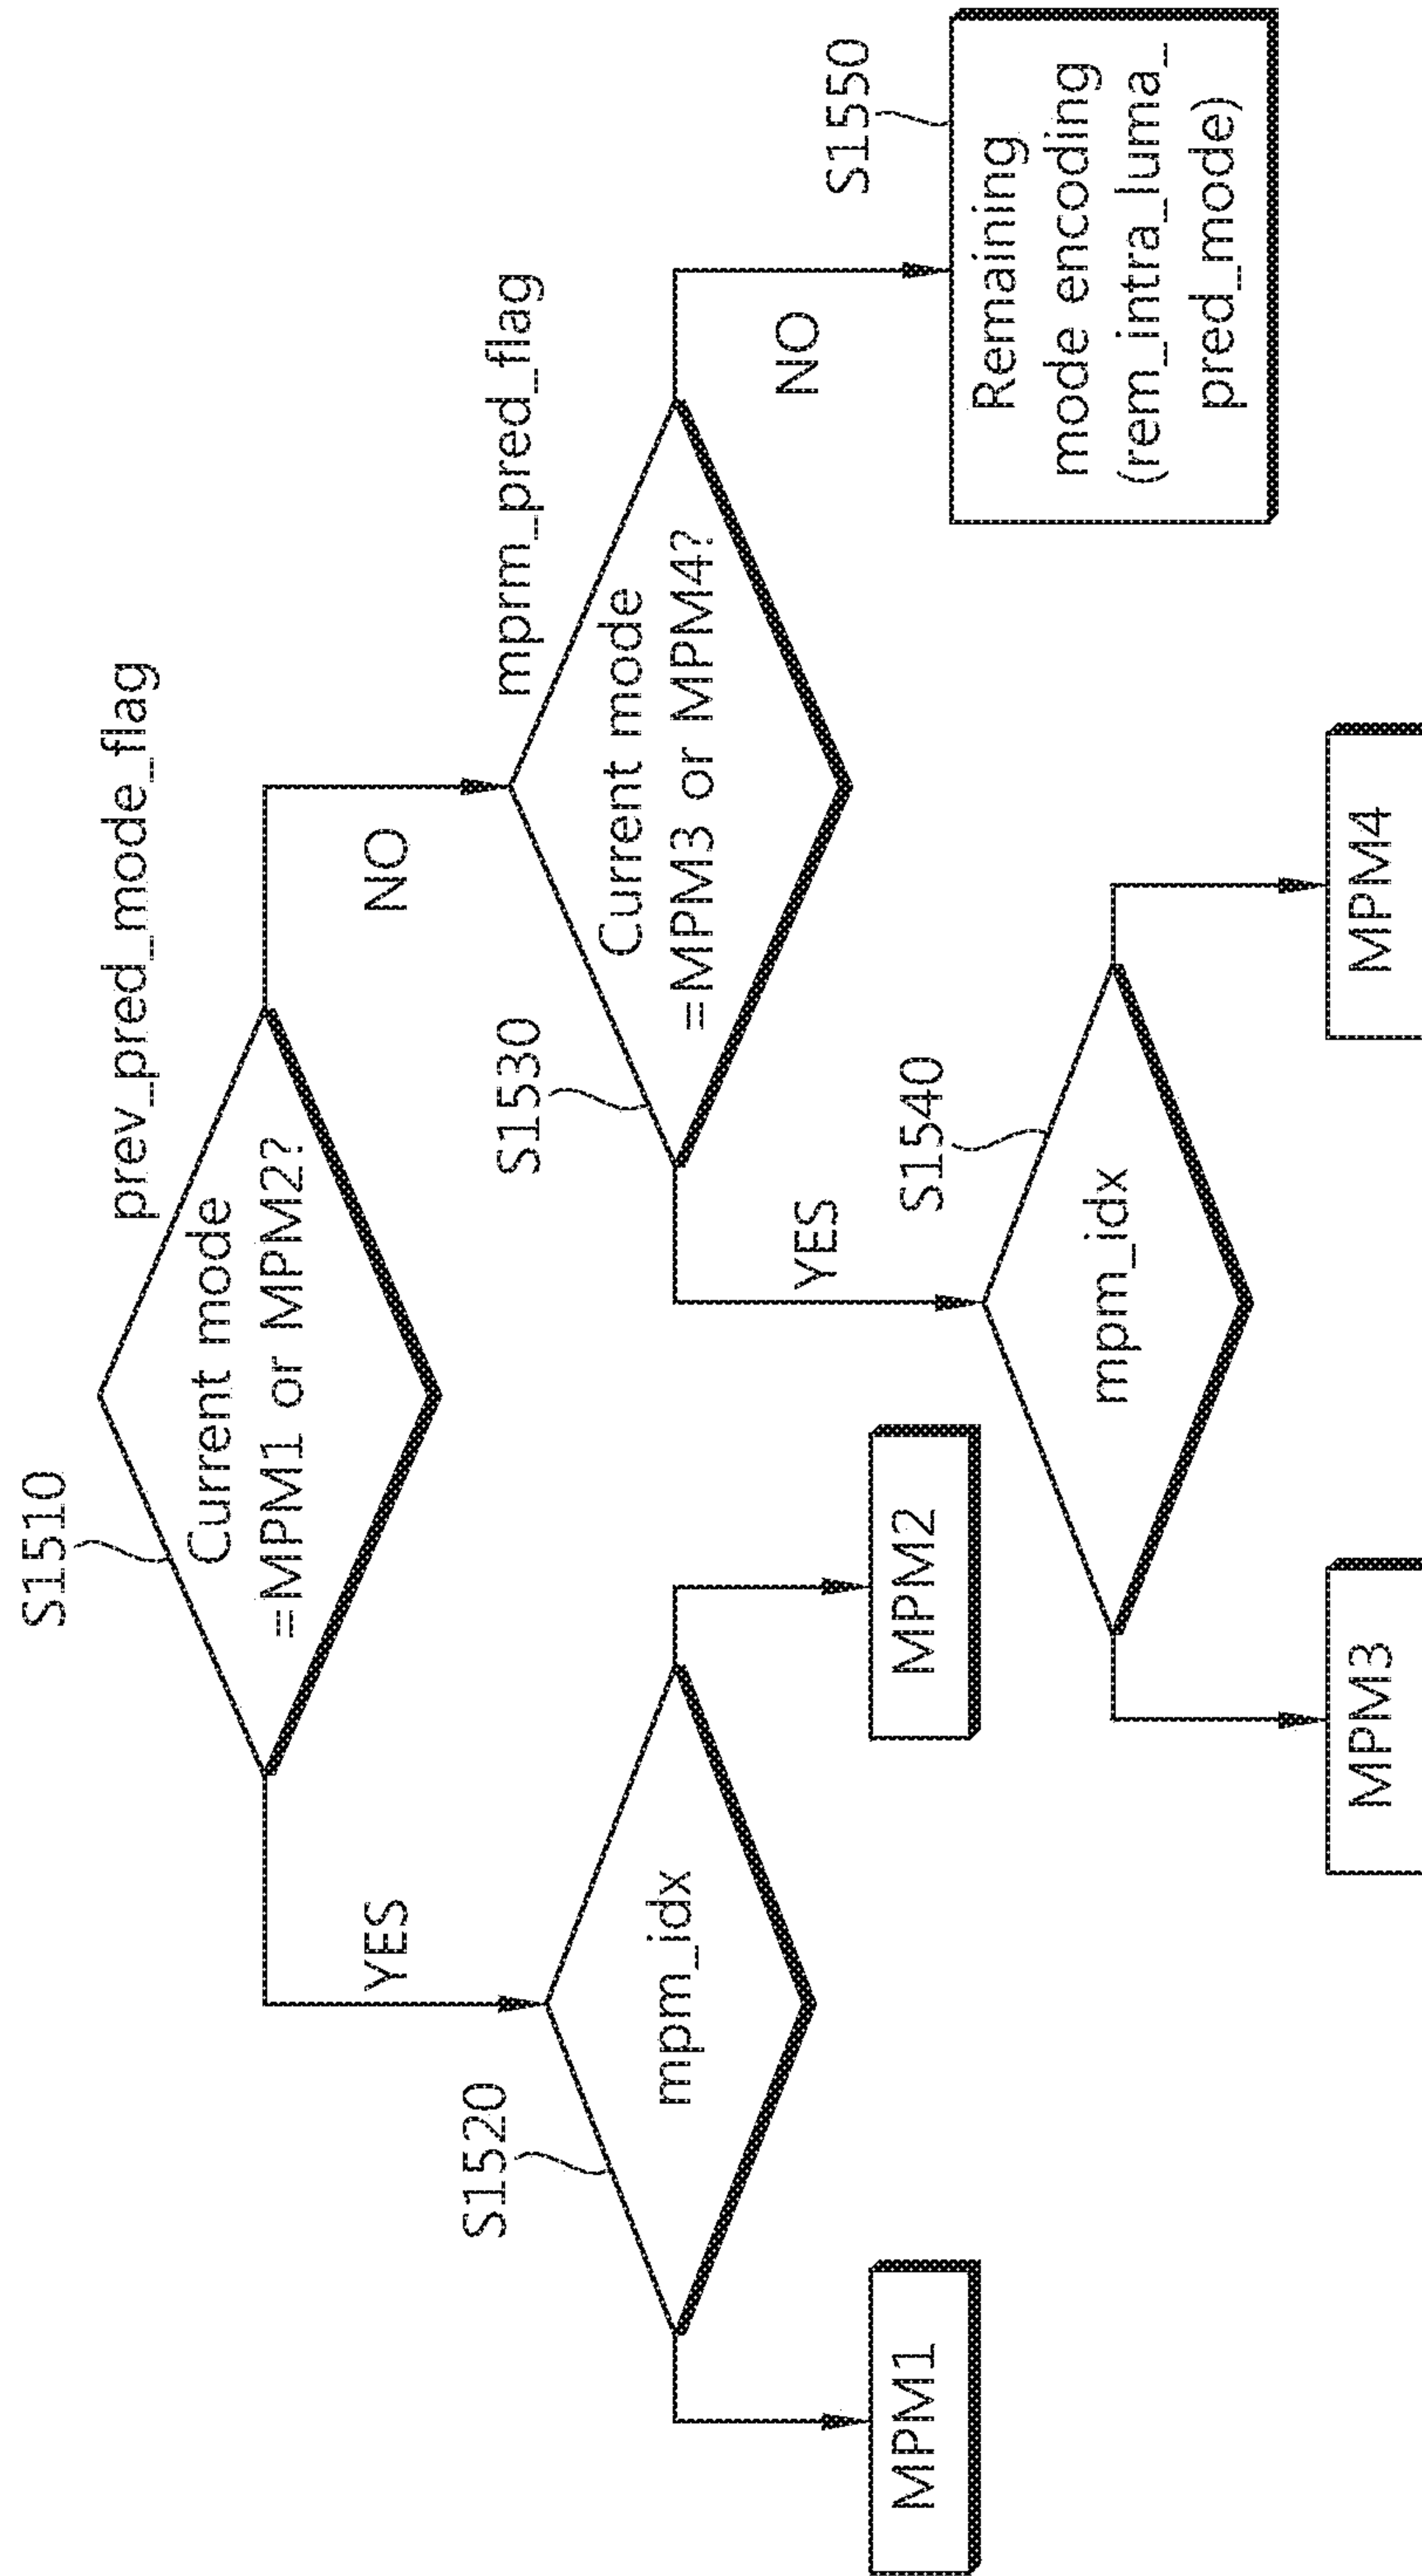 S1510
prev_pred_mode_flag
Current mode
=MPM1 or MPM2?
YES
NO
S1520
mpm_idx
S1530
mprm_pred_flag
Current mode
=MPM3 or MPM4?
YES
NO
MPM1
MPM2
S1540
mpm_idx
S1550
Remaining
mode encoding
(rem_intra_luma_
pred_mode)
MPM3
MPM4